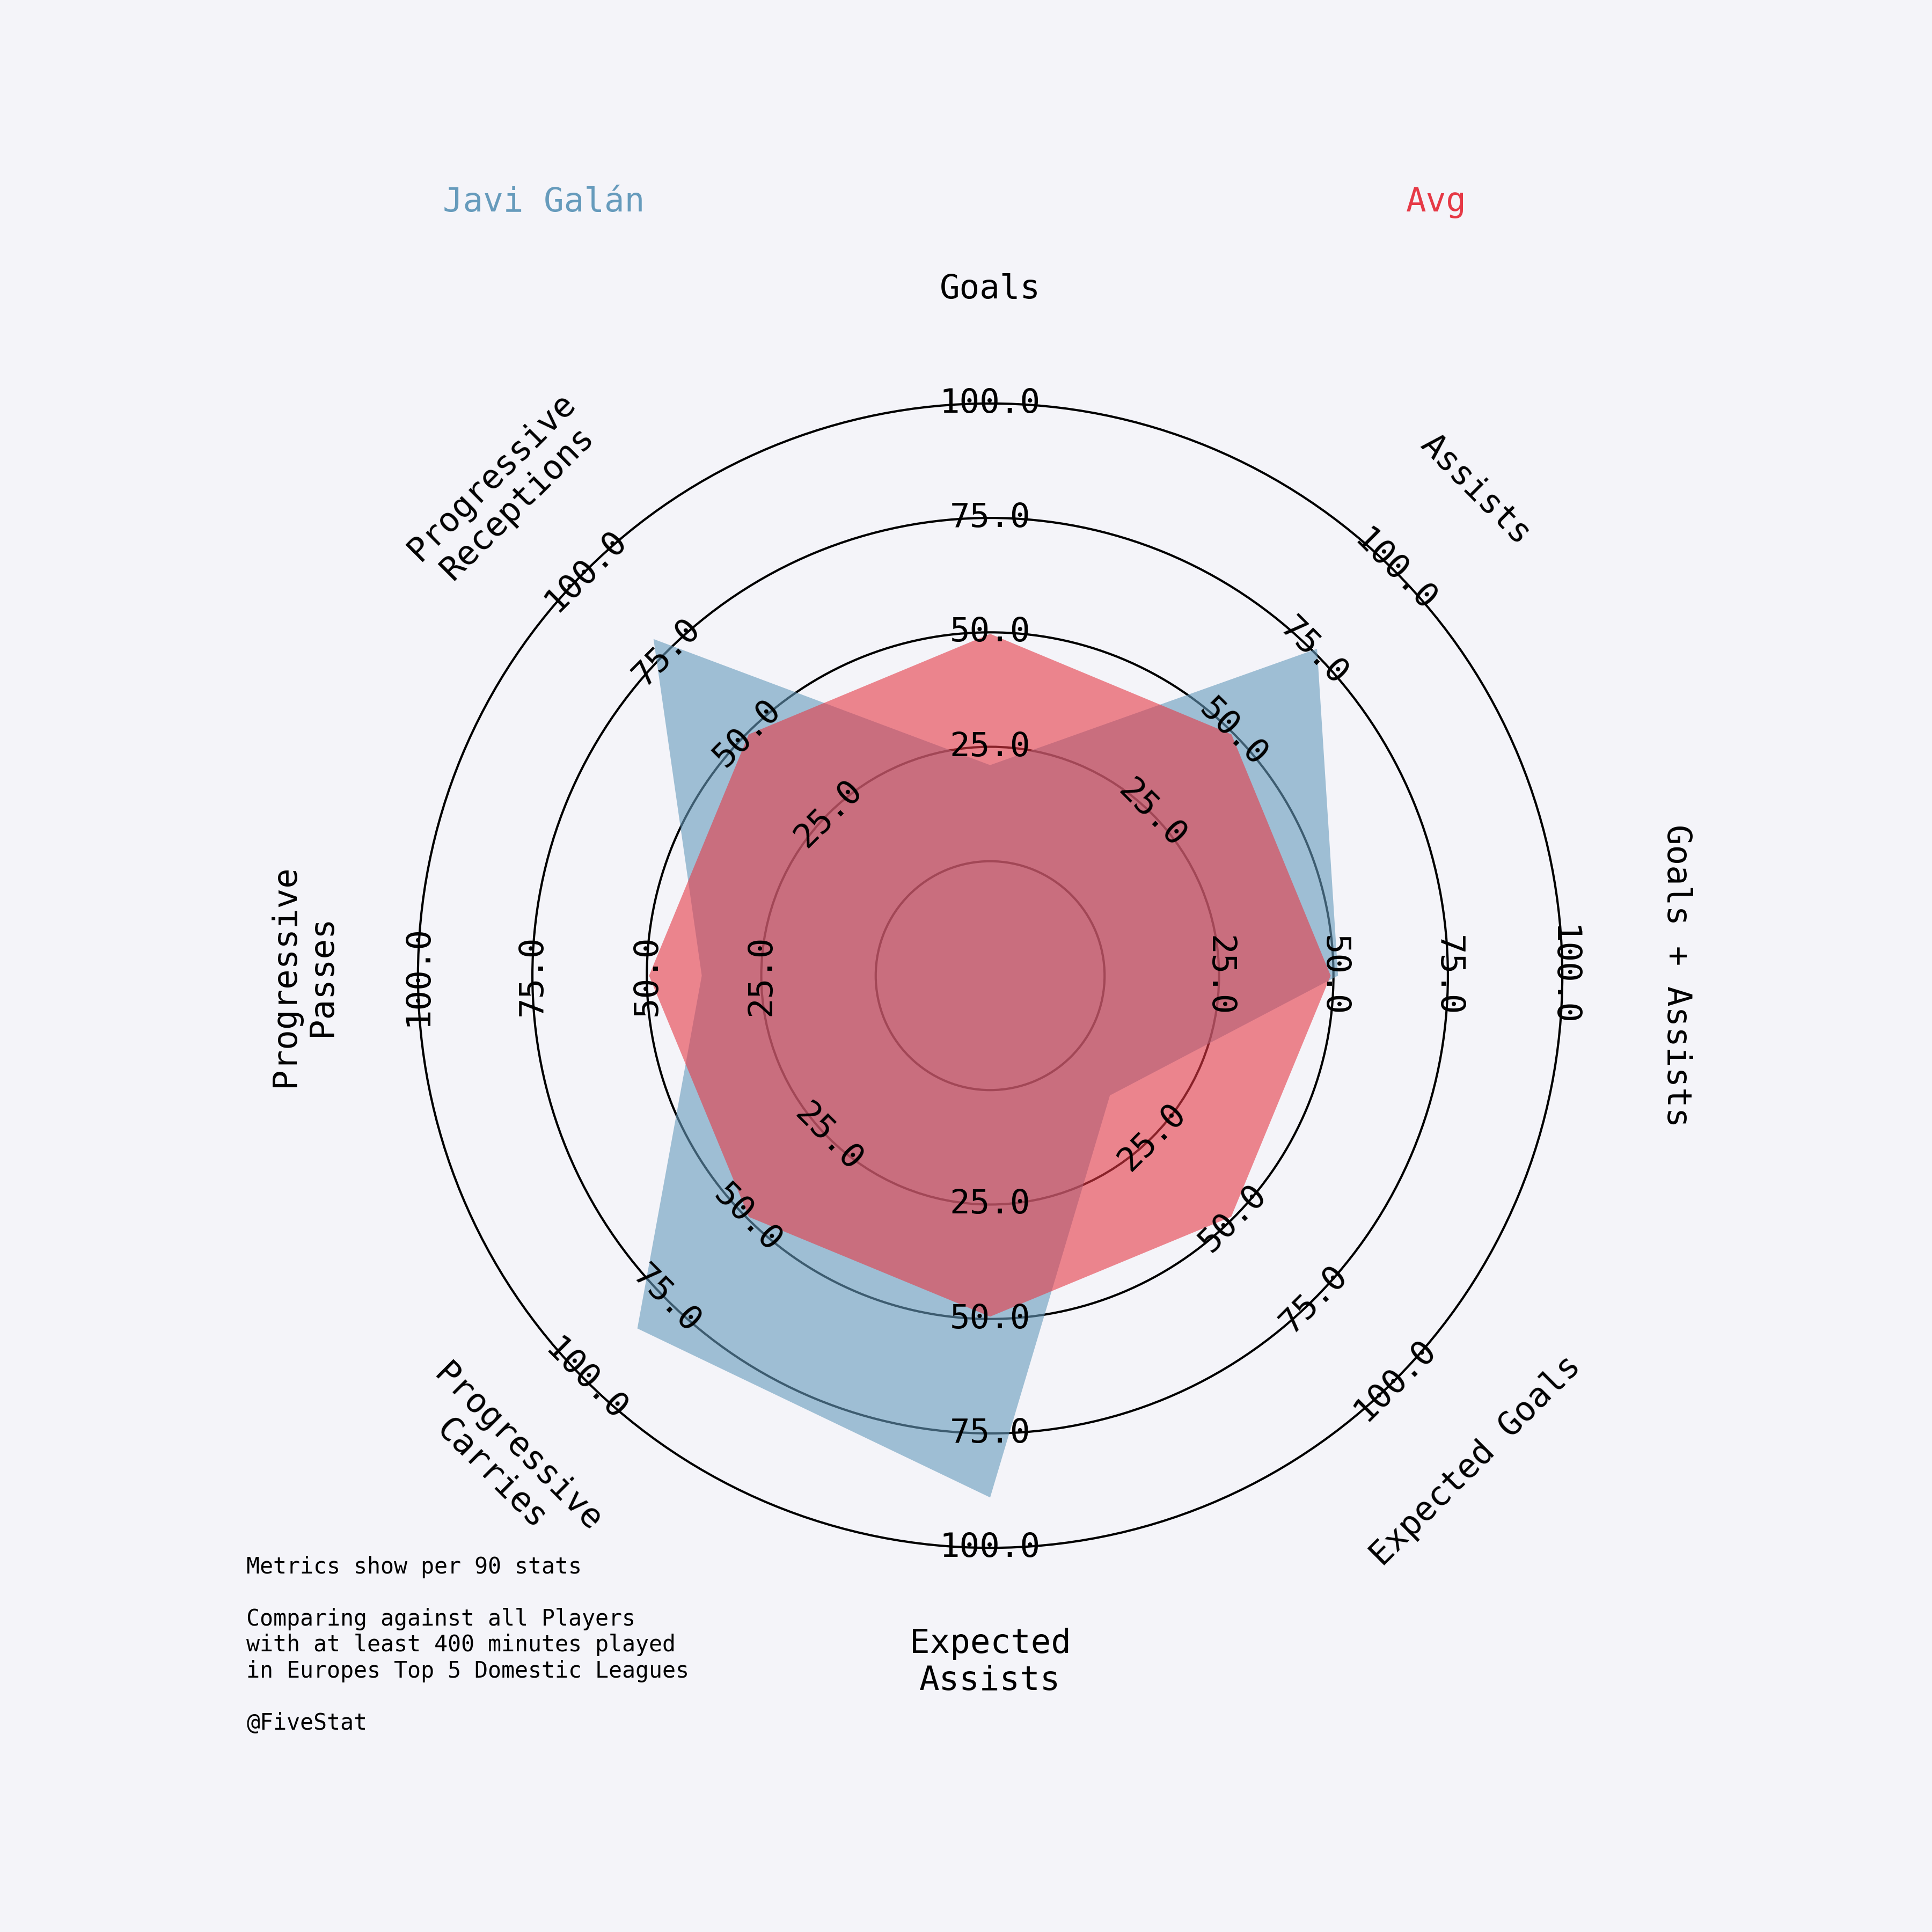 Javi Galán
Avg
Goals
Assists
Goals + Assists
Expected Goals
Expected
Assists
Progressive
Carries
Progressive
Passes
Progressive
Receptions
25.0
50.0
75.0
100.0
25.0
50.0
75.0
100.0
25.0
50.0
75.0
100.0
25.0
50.0
75.0
100.0
25.0
50.0
75.0
100.0
25.0
50.0
75.0
100.0
25.0
50.0
75.0
100.0
25.0
50.0
75.0
100.0
Metrics show per 90 stats
Comparing against all Players
with at least 400 minutes played
in Europes Top 5 Domestic Leagues
@FiveStat